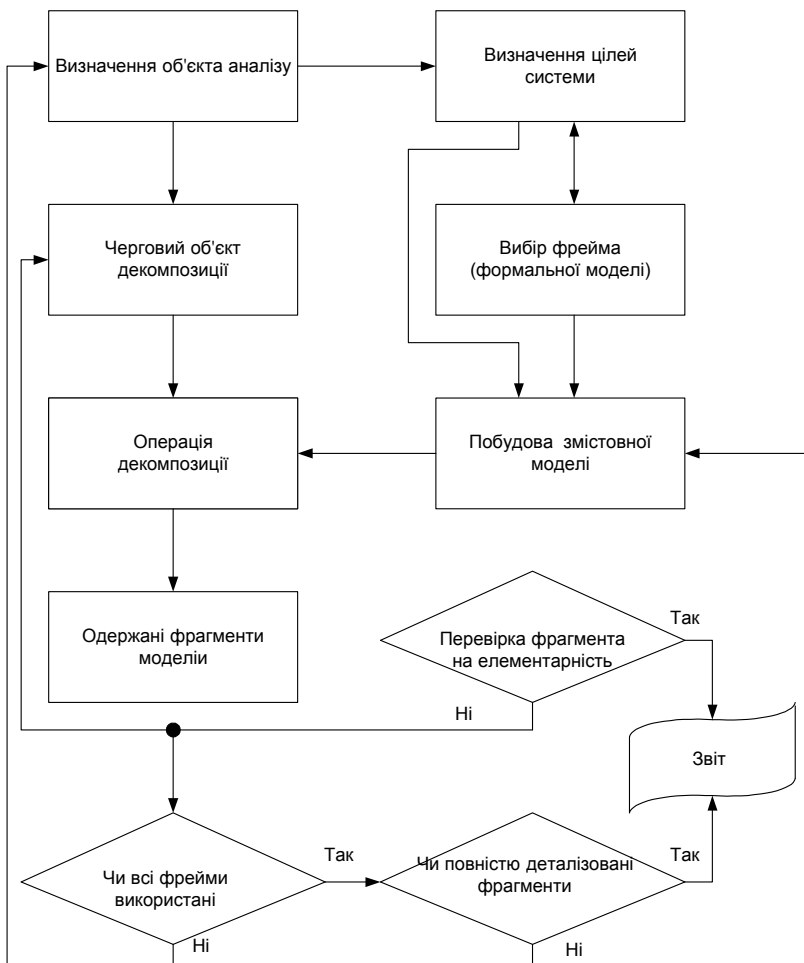 Визначення об'єкта аналізу
Визначення цілей
системи
Черговий об'єкт
декомпозиції
Вибір фрейма
(формальної моделі)
Операція
декомпозиції
Побудова змістовної
моделі
Одержані фрагменти
моделіи
Перевірка фрагмента
на елементарність
Так
Ні
Звіт
Чи всі фрейми
використані
Так
Чи повністю деталізовані
фрагменти
Так
Ні
Ні